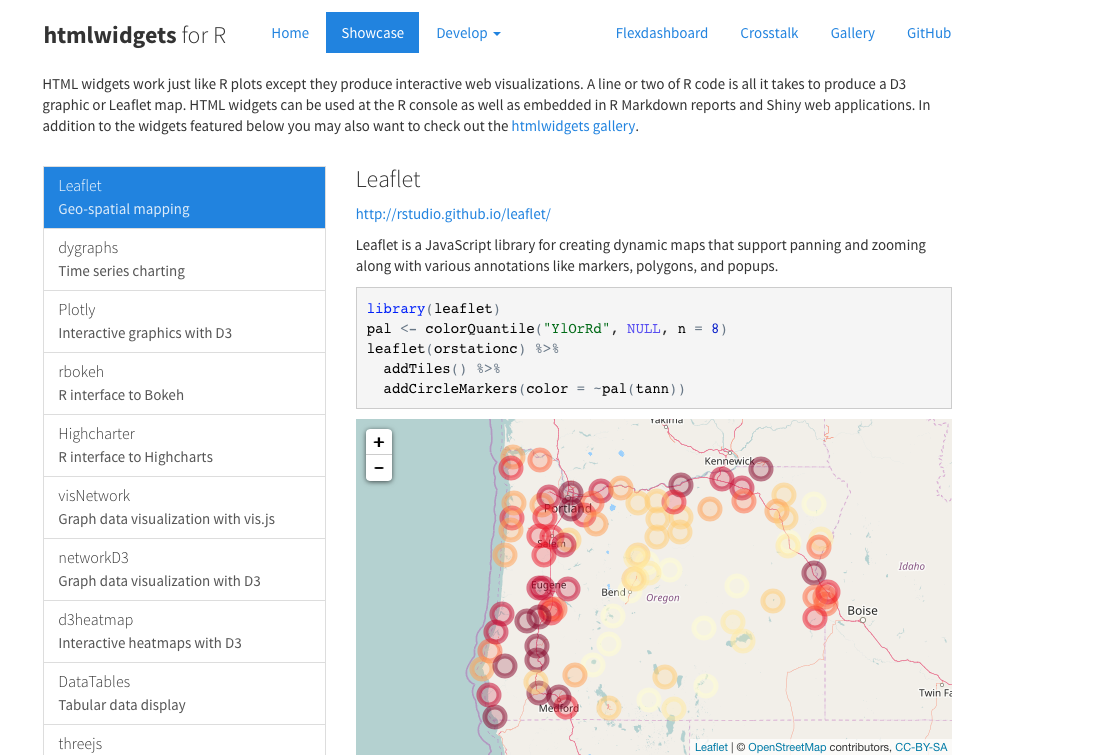 htmlwidgets for R
Home
Showcase
Develop
Flexdashboard
Crosstalk
Gallery
GitHub
HTML widgets work just like R plots except they produce interactive web visualizations. A line or two of R code is all it takes to produce a D3
graphic or Leaflet map. HTML widgets can be used at the R console as well as embedded in R Markdown reports and Shiny web applications. In
addition to the widgets featured below you may also want to check out the htmlwidgets gallery.
Leaflet
Geo-spatial mapping
dygraphs
Time series charting
Plotly
Interactive graphics with D3
rbokeh
R interface to Bokeh
Highcharter
R interface to Highcharts
visNetwork
Graph data visualization with vis.js
networkD3
Graph data visualization with D3
d3heatmap
Interactive heatmaps with D3
DataTables
Tabular data display
threejs
Leaflet
http://rstudio.github.io/leaflet/
Leaflet is a JavaScript library for creating dynamic maps that support panning and zooming
along with various annotations like markers, polygons, and popups.
library(leaflet)
pal <- colorQuantile("YlOrRd", NULL, n = 8)
leaflet(orstationc) %>%
  addTiles() %>%
  addCircleMarkers(color = ~pal(tann))
+
−
Yakima
Kennewick
Portland
Salem
Eugene
Bend
Oregon
Idaho
Boise
Medford
Twin Fa
Leaflet | © OpenStreetMap contributors, CC-BY-SA